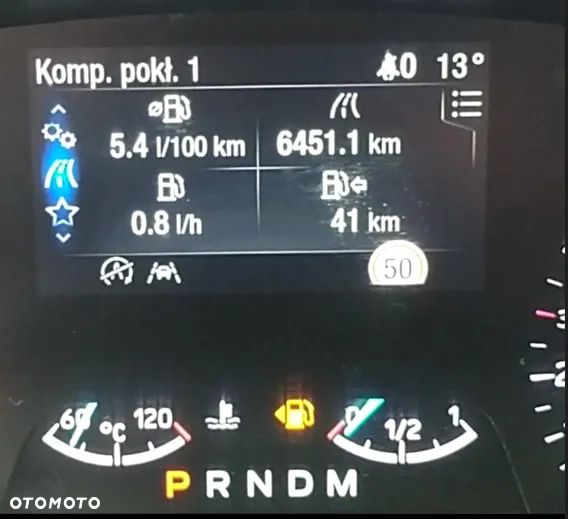 Komp. pokł. 1 0 13°
5.4 l/100 km 6451.1 km
0.8 l/h 41 km
50
60 °C 120 0 1/2 1
P R N D M
OTOMOTO